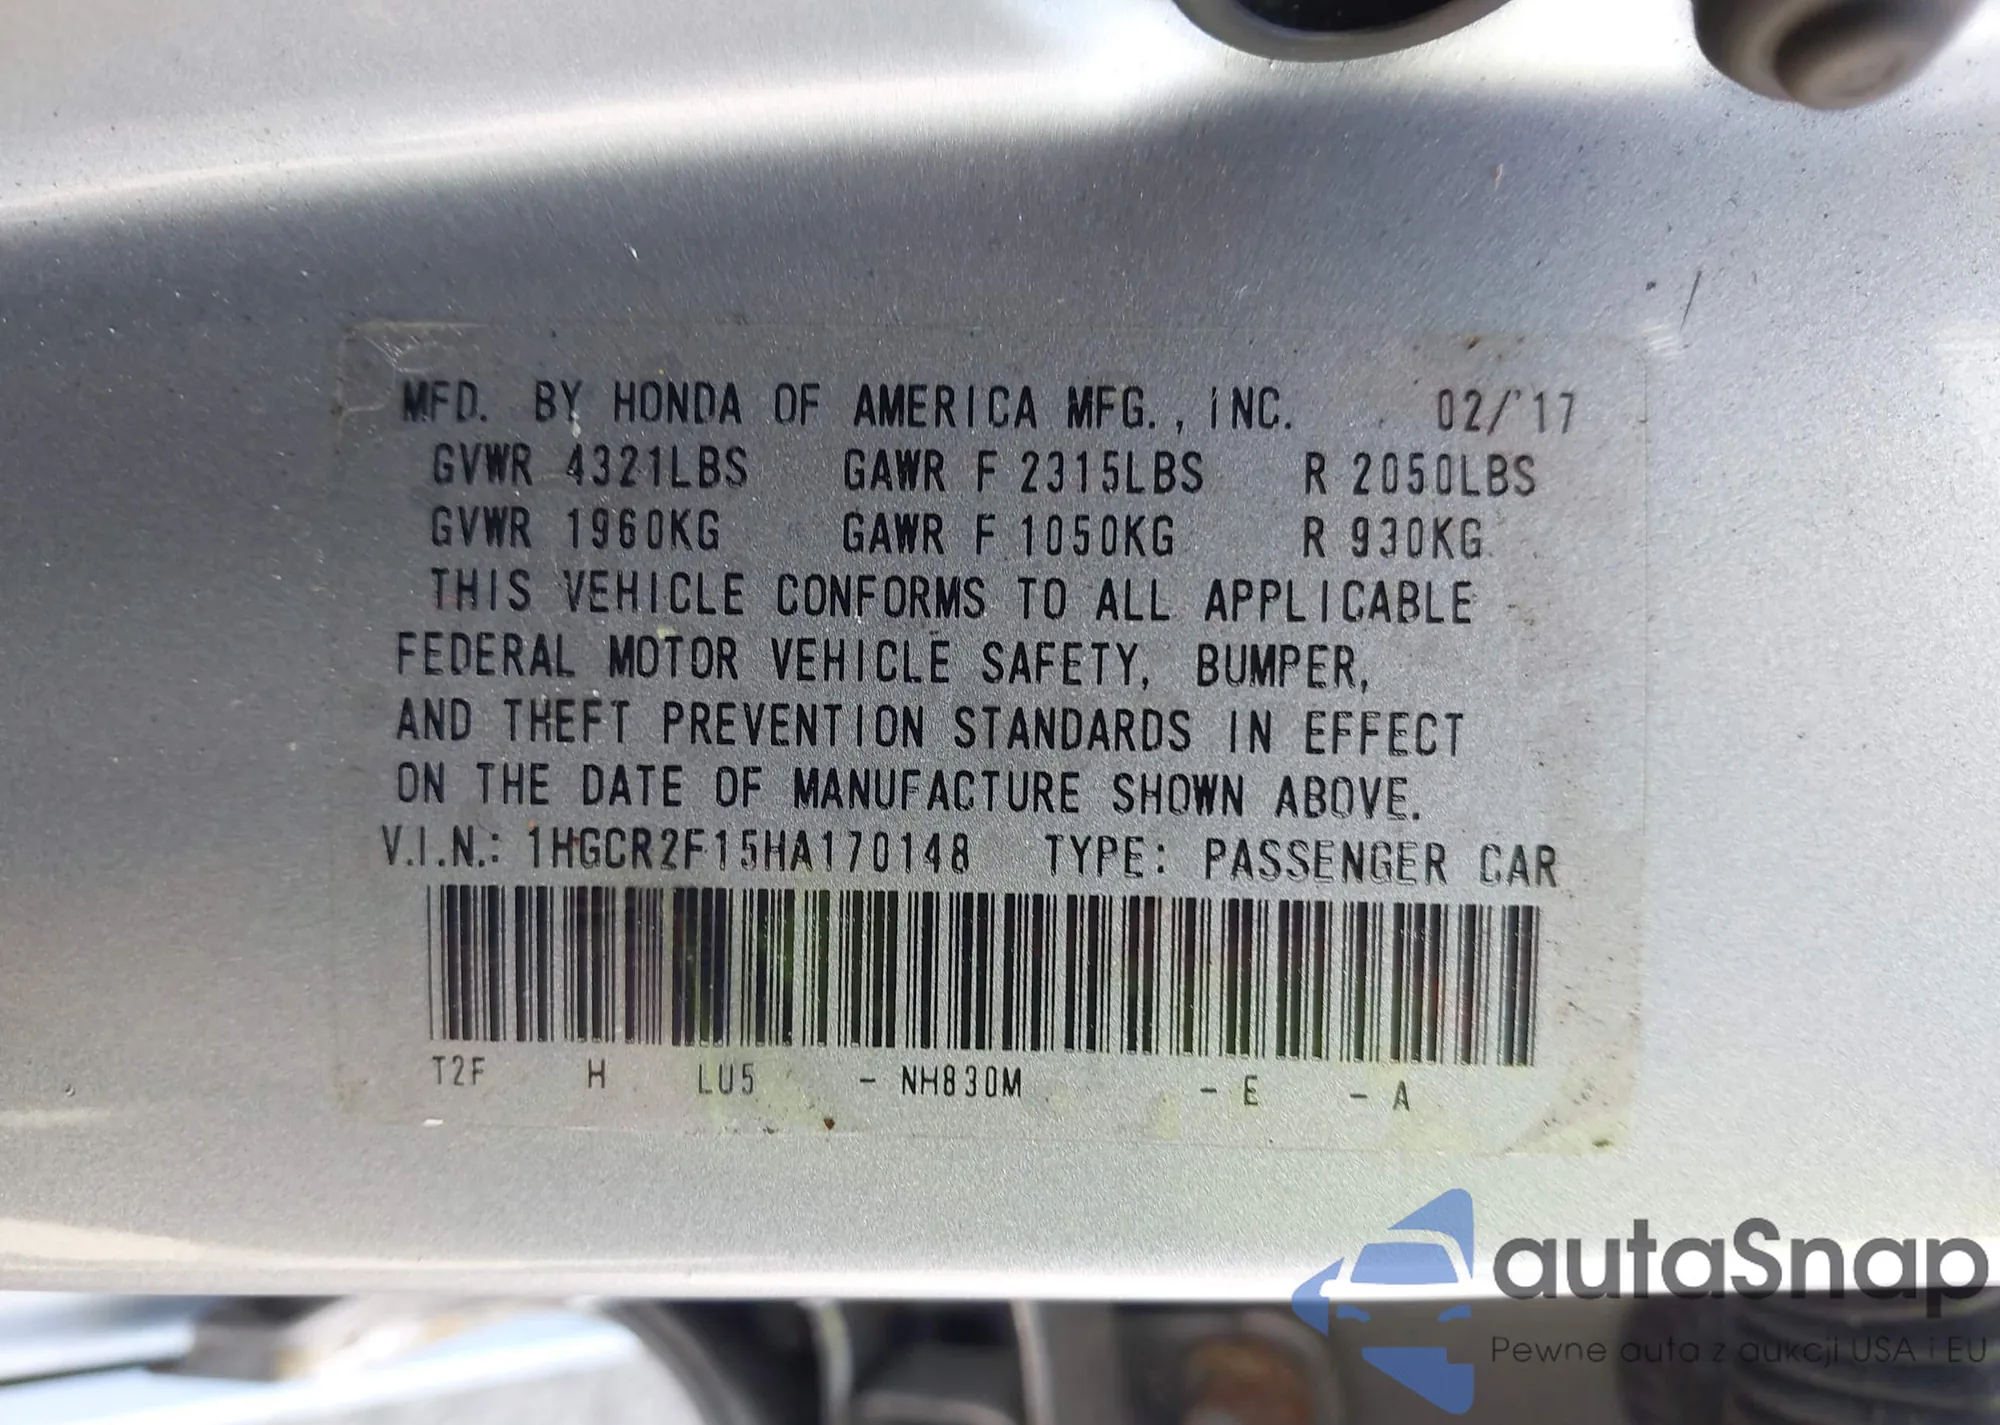 MFD. BY HONDA OF AMERICA MFG., INC. 02/'17
GVWR 4321LBS GAWR F 2315LBS R 2050LBS
GVWR 1960KG GAWR F 1050KG R 930KG
THIS VEHICLE CONFORMS TO ALL APPLICABLE
FEDERAL MOTOR VEHICLE SAFETY, BUMPER,
AND THEFT PREVENTION STANDARDS IN EFFECT
ON THE DATE OF MANUFACTURE SHOWN ABOVE.
V.I.N.: 1HGCR2F15HA170148 TYPE: PASSENGER CAR
T2F H LU5 - NH830M - E - A
autaSnap
Pewne auta z aukcji USA i EU